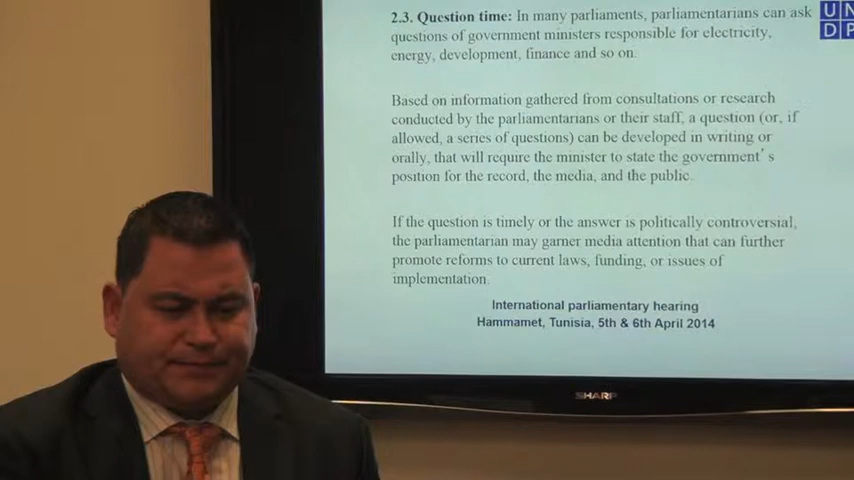 2.3. Question time: In many parliaments, parliamentarians can ask
questions of government ministers responsible for electricity,
energy, development, finance and so on.
UN
DP
Based on information gathered from consultations or research
conducted by the parliamentarians or their staff, a question (or, if
allowed, a series of questions) can be developed in writing or
orally, that will require the minister to state the government's
position for the record, the media, and the public.
If the question is timely or the answer is politically controversial,
the parliamentarian may garner media attention that can further
promote reforms to current laws, funding, or issues of
implementation.
International parliamentary hearing
Hammamet, Tunisia, 5th & 6th April 2014
SHARP